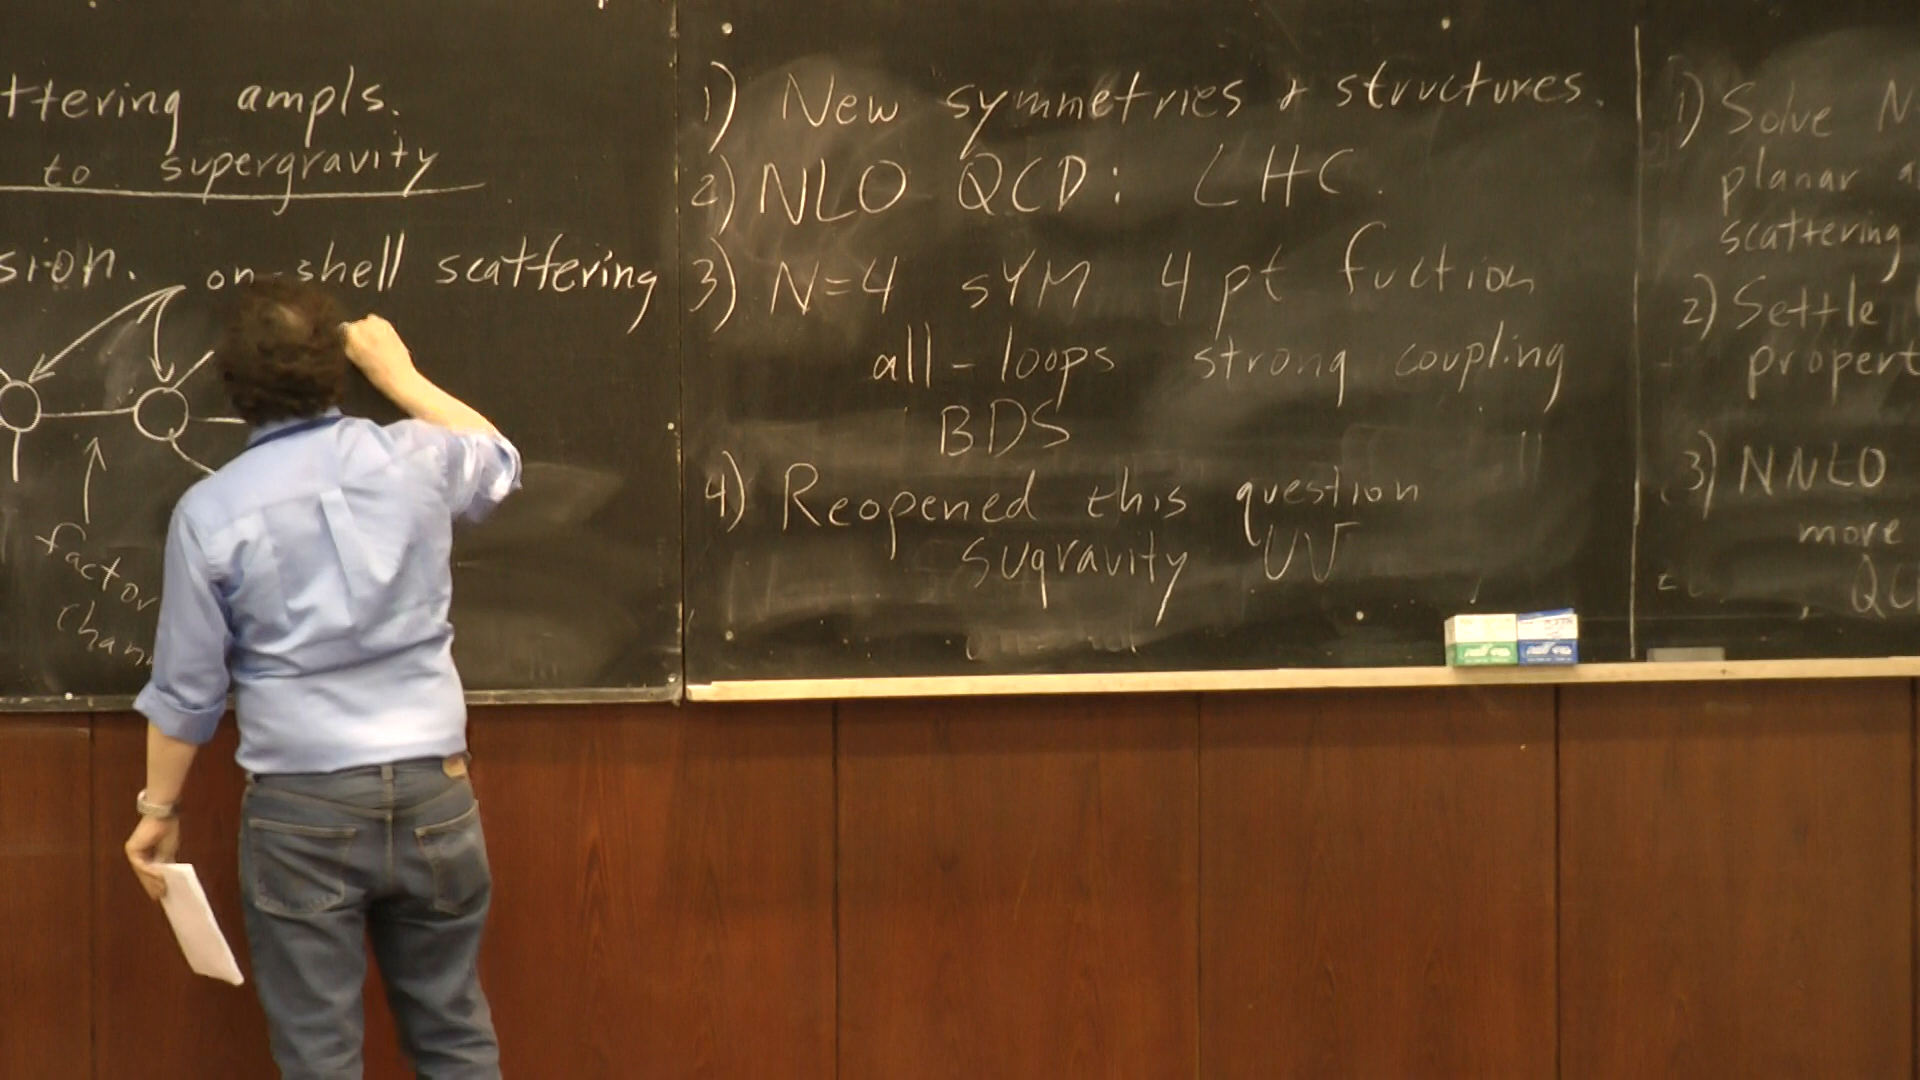 ttering ampls.
to supergravity
sion. on-shell scattering
factor
chann
1) New symmetries & structures.
2) NLO QCD: LHC.
3) N=4 sYM 4 pt fuction
all-loops strong coupling
BDS
4) Reopened this question
sugravity UV
1) Solve N
planar a
scattering
2) Settle
propert
3) NNLO
more
QC